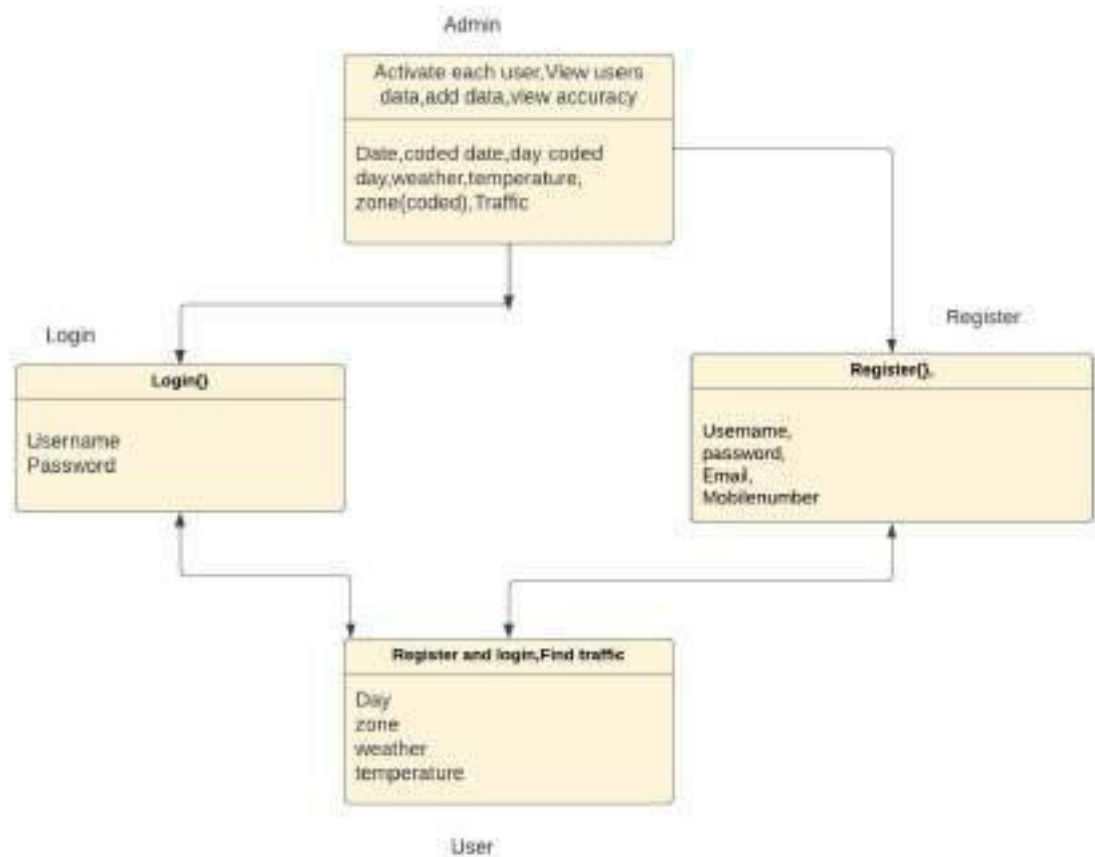 Admin
Activate each user,View users
data,add data,view accuracy
Date,coded date,day coded
day,weather,temperature,
zone(coded),Traffic
Login
Login()
Username
Password
Register
Register(),
Username,
password,
Email,
Mobilenumber
Register and login,Find traffic
Day
zone
weather
temperature
User